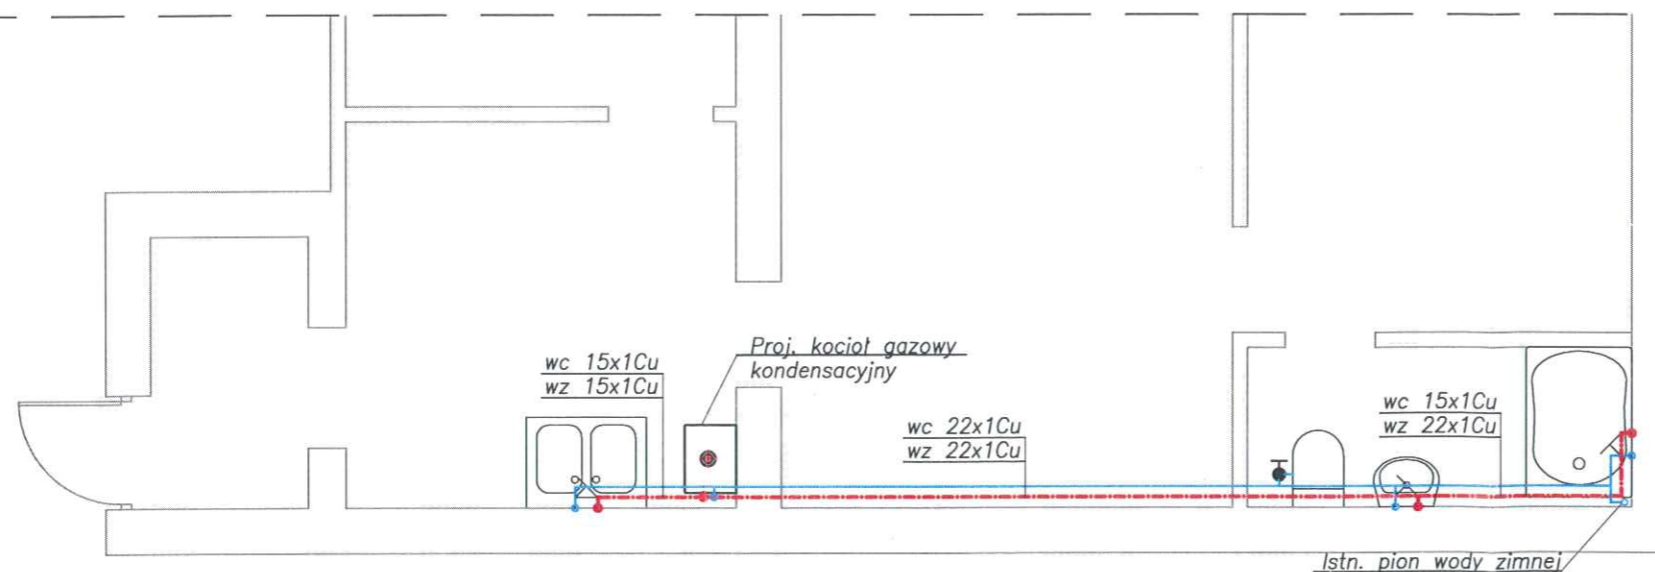 Proj. kocioł gazowy
kondensacyjny
wc 15x1Cu
wz 15x1Cu
wc 22x1Cu
wz 22x1Cu
wc 15x1Cu
wz 22x1Cu
Istn. pion wody zimnej